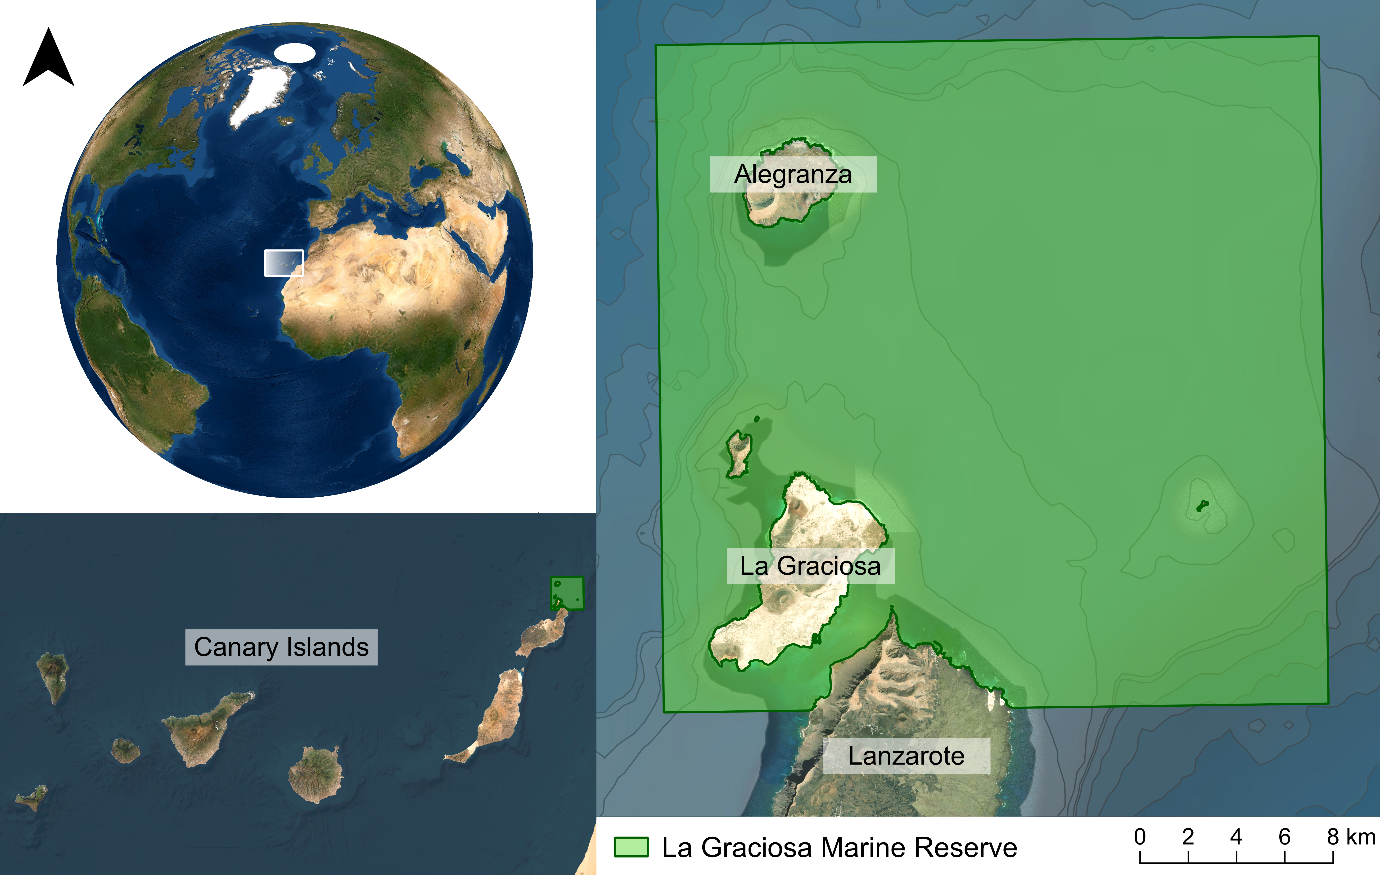 Alegranza
La Graciosa
Canary Islands
Lanzarote
La Graciosa Marine Reserve
0 2 4 6 8 km